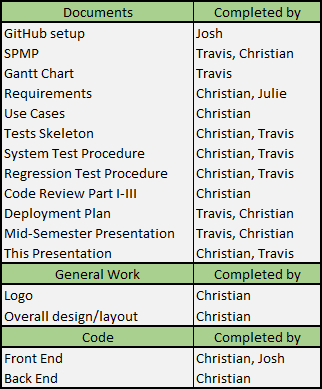 Documents Completed by
GitHub setup Josh
SPMP Travis, Christian
Gantt Chart Travis
Requirements Christian, Julie
Use Cases Christian
Tests Skeleton Christian, Travis
System Test Procedure Christian, Travis
Regression Test Procedure Christian, Travis
Code Review Part I-III Christian
Deployment Plan Travis, Christian
Mid-Semester Presentation Travis, Christian
This Presentation Christian, Travis
General Work Completed by
Logo Christian
Overall design/layout Christian
Code Completed by
Front End Christian, Josh
Back End Christian